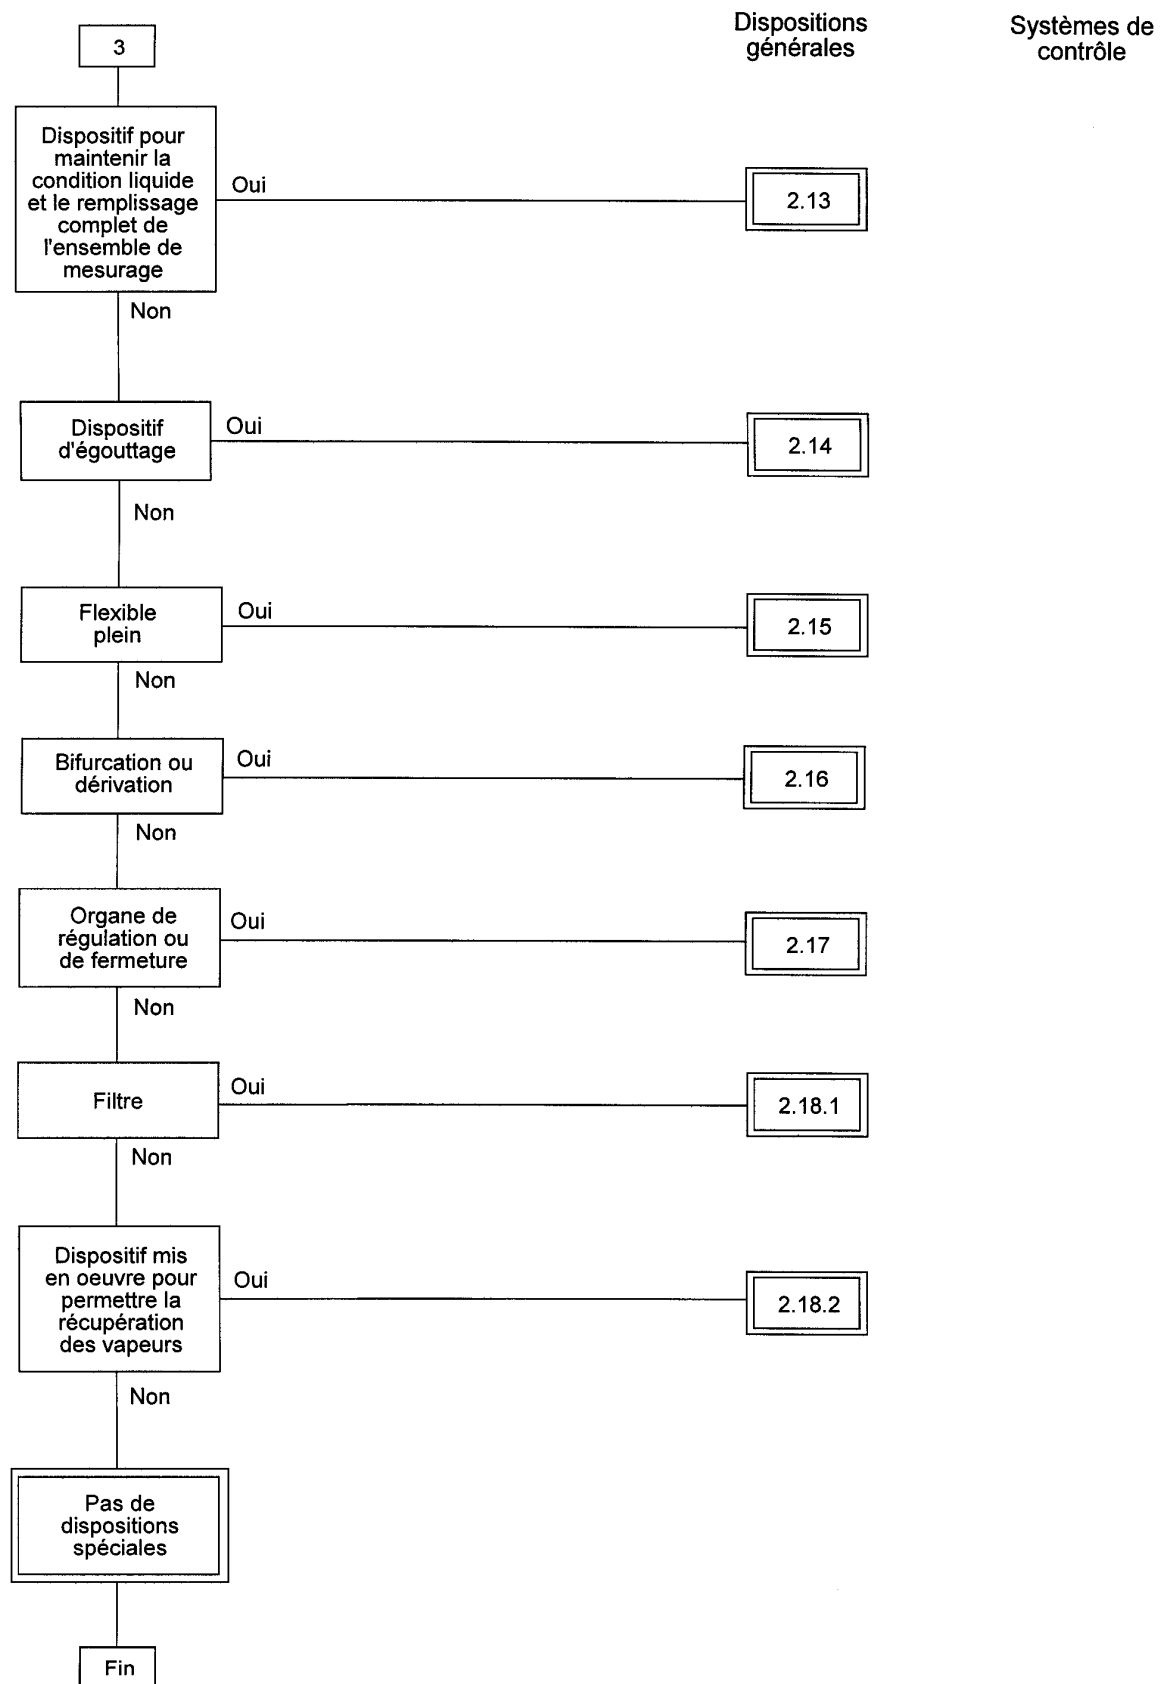 Dispositions
générales
Systèmes de
contrôle
3
Dispositif pour
maintenir la
condition liquide
et le remplissage
complet de
l'ensemble de
mesurage
Oui
2.13
Non
Dispositif
d'égouttage
Oui
2.14
Non
Flexible
plein
Oui
2.15
Non
Bifurcation ou
dérivation
Oui
2.16
Non
Organe de
régulation ou
de fermeture
Oui
2.17
Non
Filtre
Oui
2.18.1
Non
Dispositif mis
en oeuvre pour
permettre la
récupération
des vapeurs
Oui
2.18.2
Non
Pas de
dispositions
spéciales
Fin